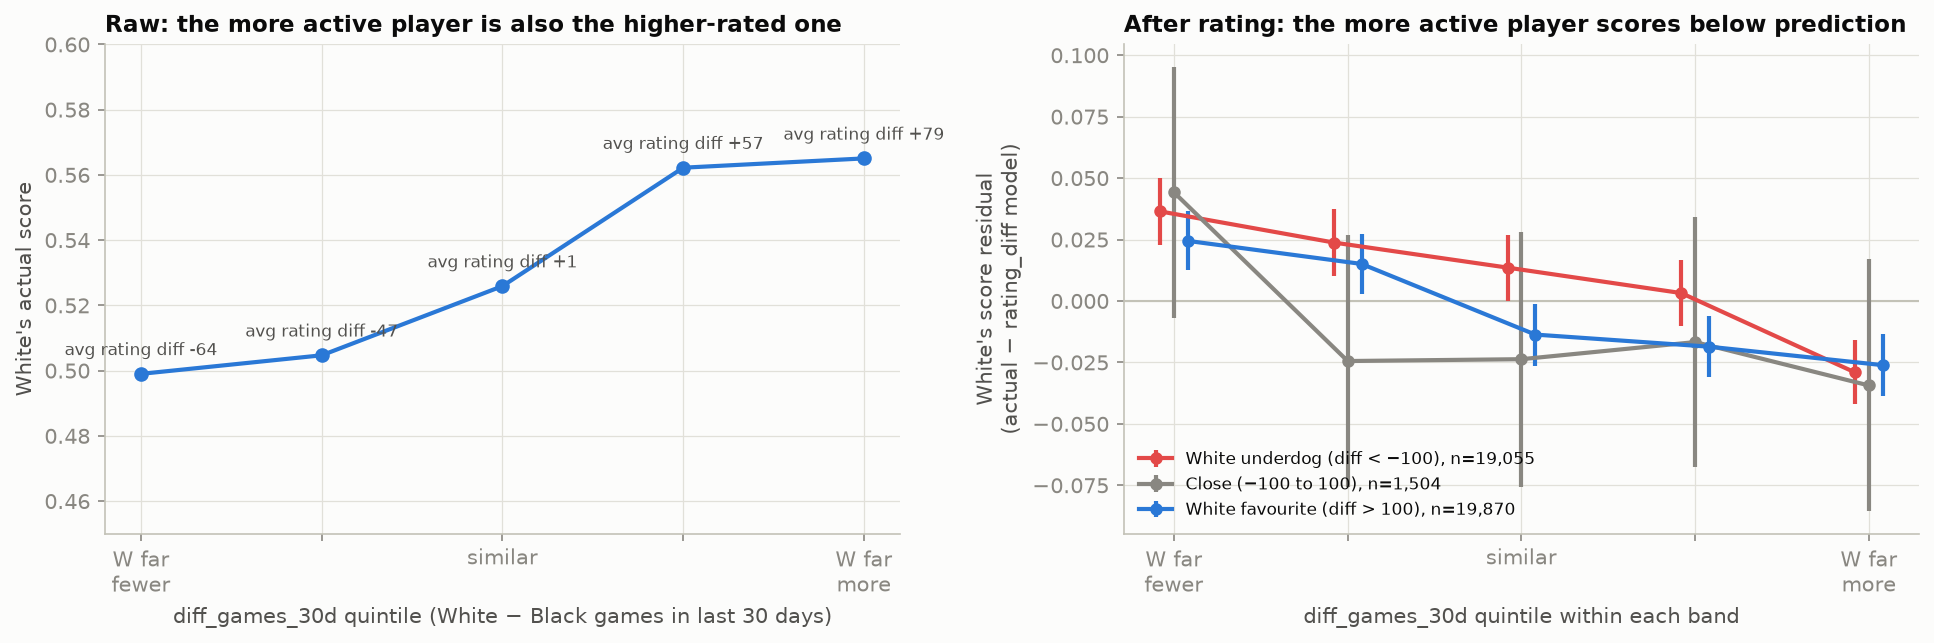 Raw: the more active player is also the higher-rated one
0.60
0.58
0.56
0.54
0.52
0.50
0.48
0.46
White's actual score
avg rating diff -64
avg rating diff -47
avg rating diff +1
avg rating diff +57
avg rating diff +79
W far
fewer
similar
W far
more
diff_games_30d quintile (White − Black games in last 30 days)
After rating: the more active player scores below prediction
0.100
0.075
0.050
0.025
0.000
−0.025
−0.050
−0.075
White's score residual
(actual − rating_diff model)
White underdog (diff < −100), n=19,055
Close (−100 to 100), n=1,504
White favourite (diff > 100), n=19,870
W far
fewer
similar
W far
more
diff_games_30d quintile within each band